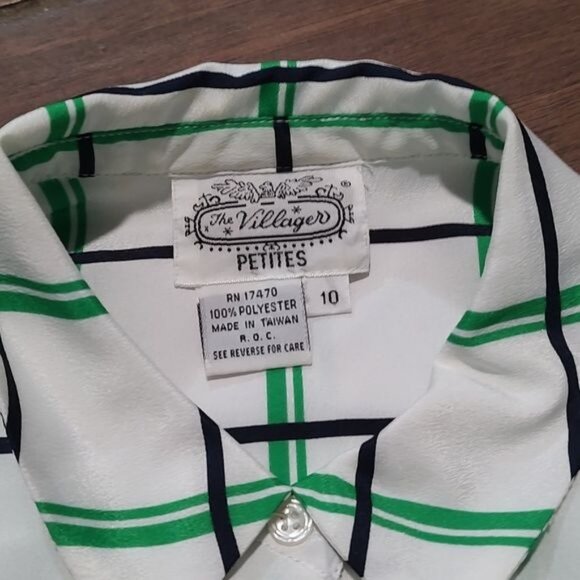 The Villager
®
PETITES
10
RN 17470
100% POLYESTER
MADE IN TAIWAN
R.O.C.
SEE REVERSE FOR CARE